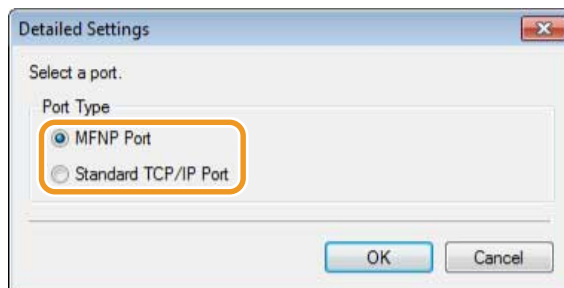 Detailed Settings
Select a port.
Port Type
MFNP Port
Standard TCP/IP Port
OK Cancel